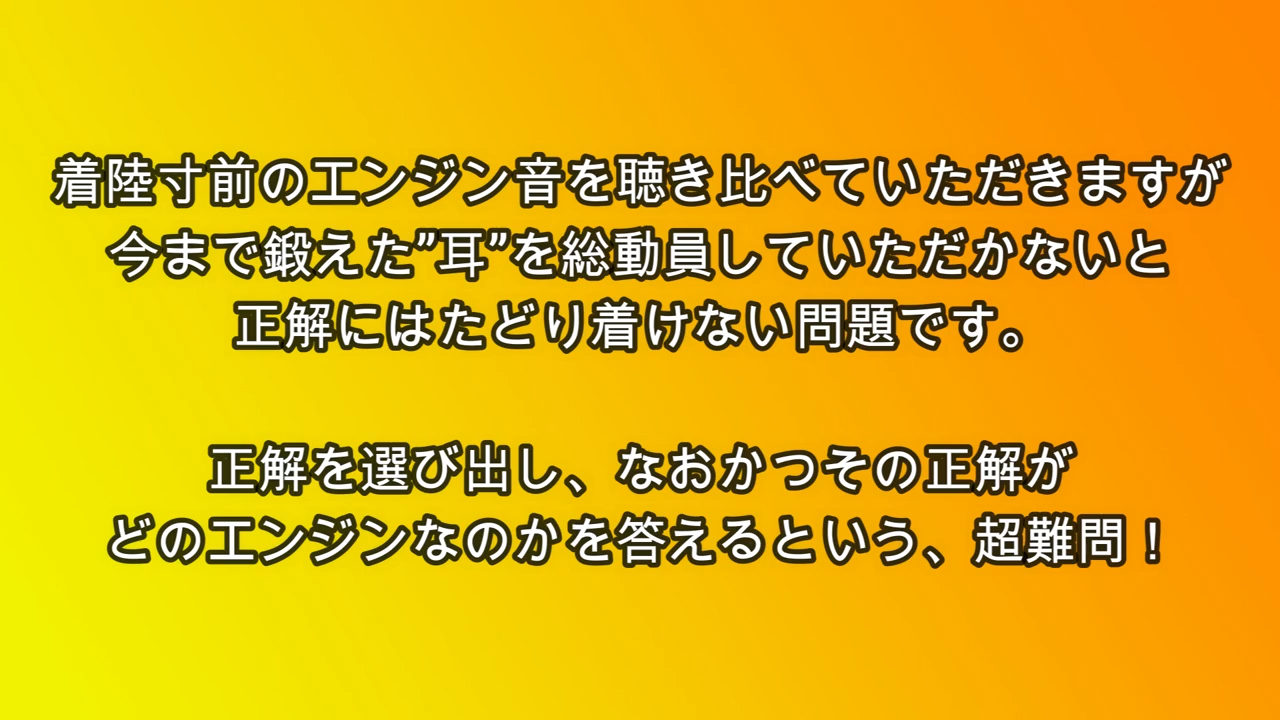 着陸寸前のエンジン音を聴き比べていただきますが
今まで鍛えた”耳”を総動員していただかないと
正解にはたどり着けない問題です。
正解を選び出し、なおかつその正解が
どのエンジンなのかを答えるという、超難問！